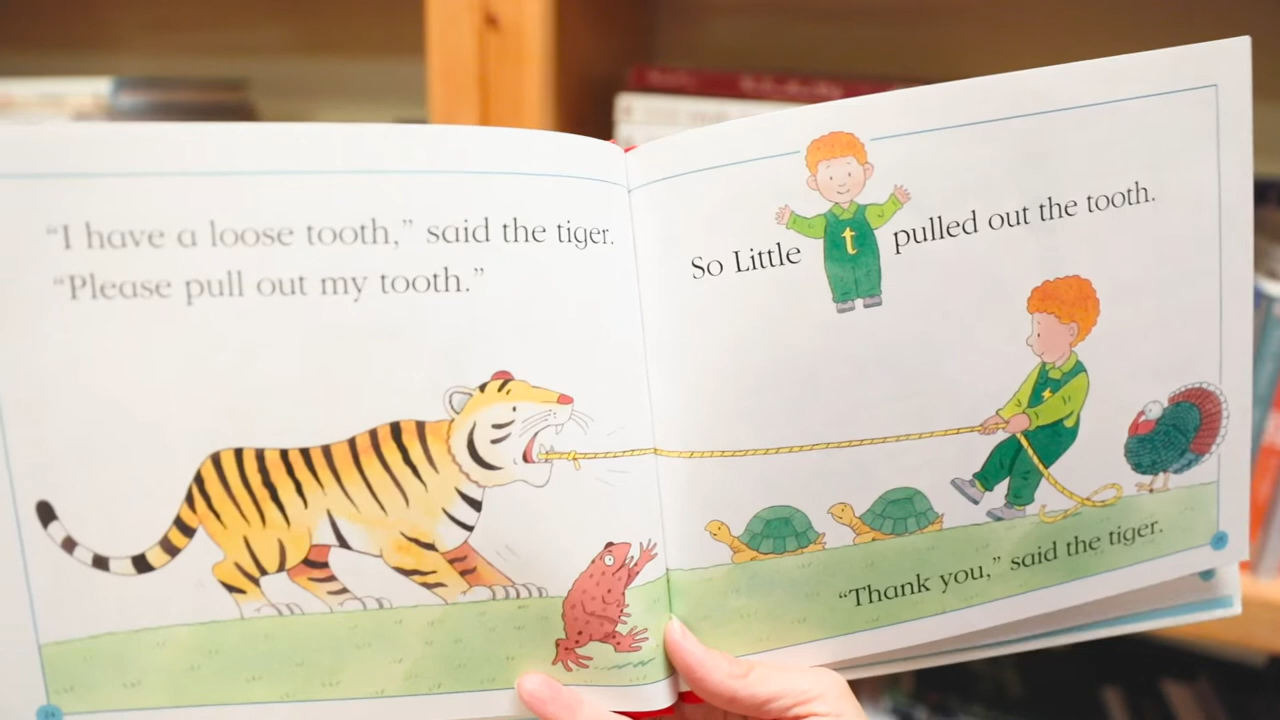 “I have a loose tooth,” said the tiger.
“Please pull out my tooth.”
So Little t pulled out the tooth.
“Thank you,” said the tiger.